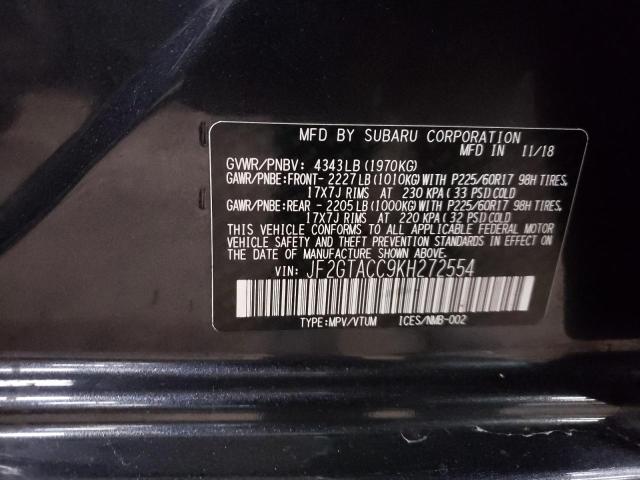 MFD BY SUBARU CORPORATION
MFD IN 11/18
GVWR/PNBV: 4343LB (1970KG)
GAWR/PNBE:FRONT- 2227 LB (1010KG) WITH P225/60R17 98H TIRES,
17X7J RIMS AT 230 KPA (33 PSI) COLD
GAWR/PNBE:REAR - 2205 LB (1000KG) WITH P225/60R17 98H TIRES,
17X7J RIMS AT 220 KPA (32 PSI) COLD
THIS VEHICLE CONFORMS TO ALL APPLICABLE FEDERAL MOTOR
VEHICLE SAFETY AND THEFT PREVENTION STANDARDS IN EFFECT ON
THE DATE OF MANUFACTURE SHOWN ABOVE.
VIN: JF2GTACC9KH272554
TYPE:MPV/VTUM ICES/NMB-002